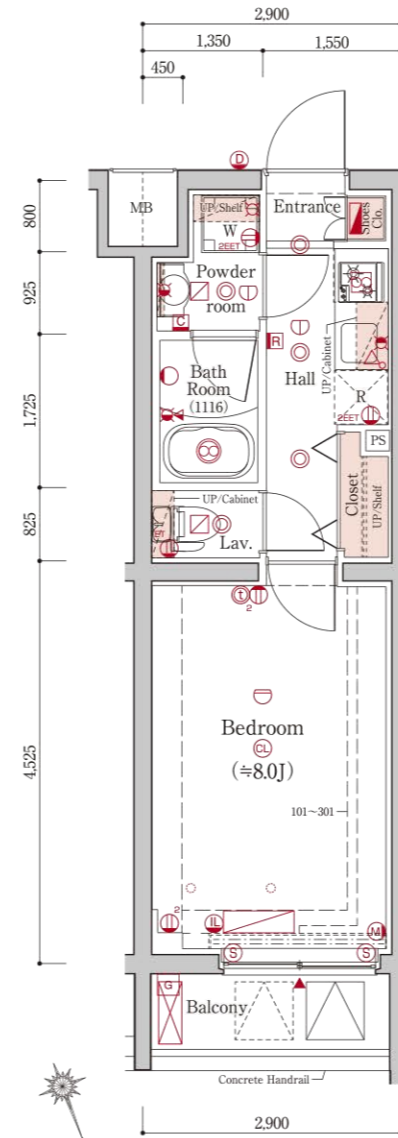 2,900
1,350
1,550
450
D
800
MB
UP/Shelf
Entrance
Shoes
Clo.
W
2EET
925
Powder
room
C
R
UP/Cabinet
Bath
Room
(1116)
Hall
1,725
R
2EET
PS
Closet
UP/Shelf
UP/Cabinet
825
ET
Lav.
t
2
Bedroom
CL
(≒8.0J)
4,525
101~301
2
IL
M
S
S
G
Balcony
Concrete Handrail
2,900